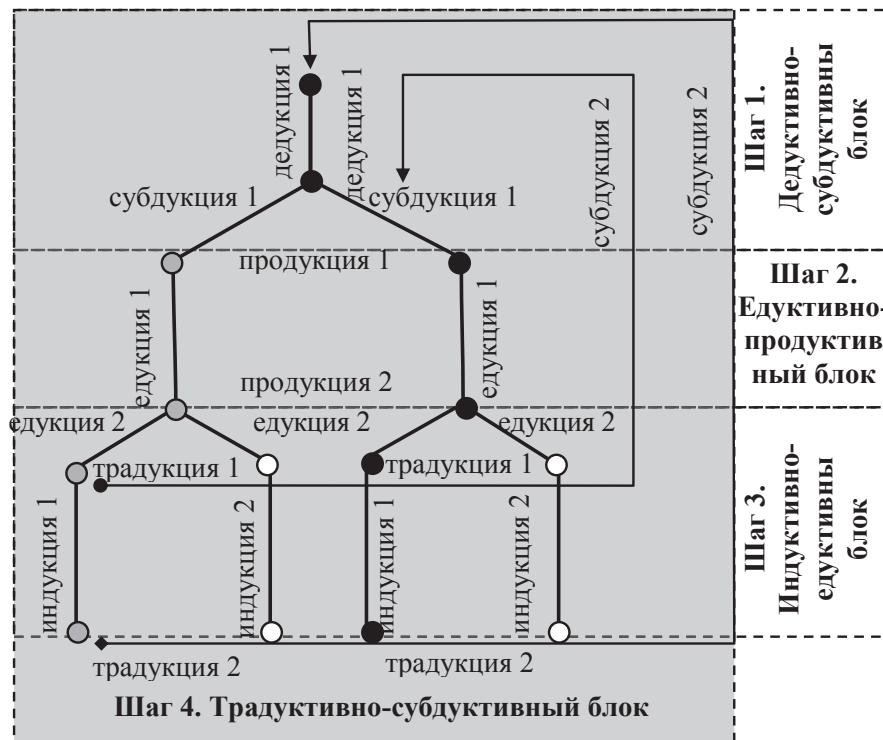 дедукция 1
дедукция 1
субдукция 1
субдукция 1
субдукция 2
субдукция 2
Шаг 1.
Дедуктивно-
субдуктивны
блок
продукция 1
едукция 1
едукция 1
продукция 2
Шаг 2.
Едуктивно-
продуктив
ный блок
едукция 2
едукция 2
едукция 2
традукция 1
традукция 1
индукция 1
индукция 2
индукция 1
индукция 2
Шаг 3.
Индуктивно-
едуктивны
блок
традукция 2
традукция 2
Шаг 4. Традуктивно-субдуктивный блок